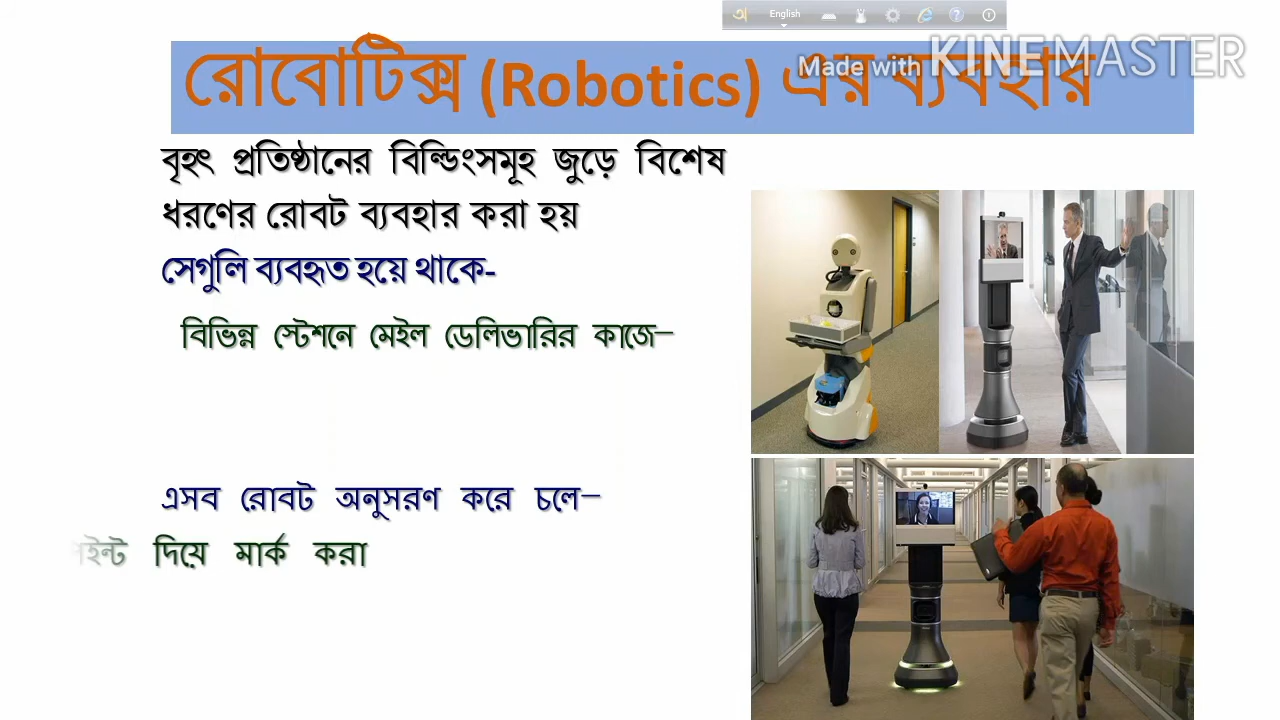 অ English
Made with KINEMASTER
রোবোটিক্স (Robotics) এর ব্যবহার
বৃহৎ প্রতিষ্ঠানের বিল্ডিংসমূহ জুড়ে বিশেষ
ধরণের রোবট ব্যবহার করা হয়
সেগুলি ব্যবহৃত হয়ে থাকে-
বিভিন্ন স্টেশনে মেইল ডেলিভারির কাজে–
এসব রোবট অনুসরণ করে চলে–
দিয়ে মার্ক করা